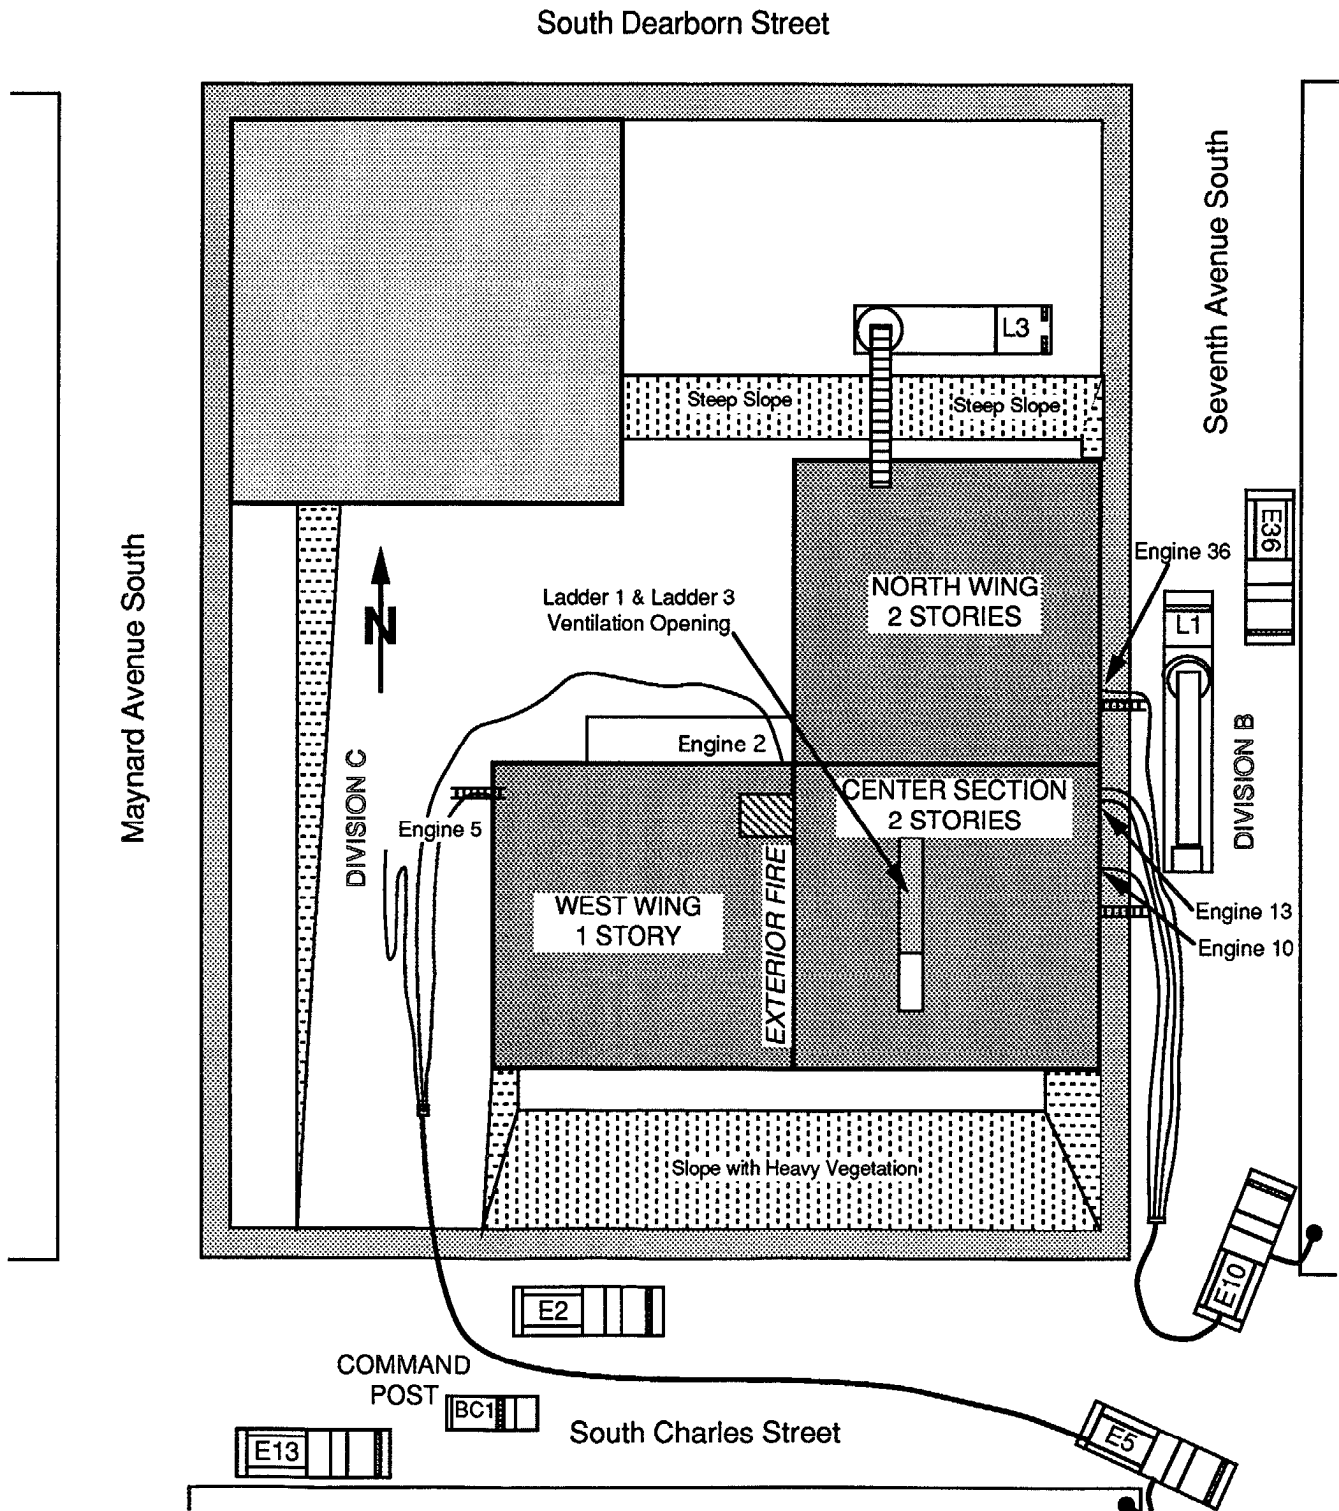 South Dearborn Street
Seventh Avenue South
L3
Steep Slope
Steep Slope
E36
Engine 36
Maynard Avenue South
NORTH WING
2 STORIES
Ladder 1 & Ladder 3
Ventilation Opening
N
L1
Engine 2
DIVISION C
DIVISION B
CENTER SECTION
2 STORIES
Engine 5
EXTERIOR FIRE
WEST WING
1 STORY
Engine 13
Engine 10
Slope with Heavy Vegetation
E10
E2
COMMAND
POST
BC1
South Charles Street
E5
E13